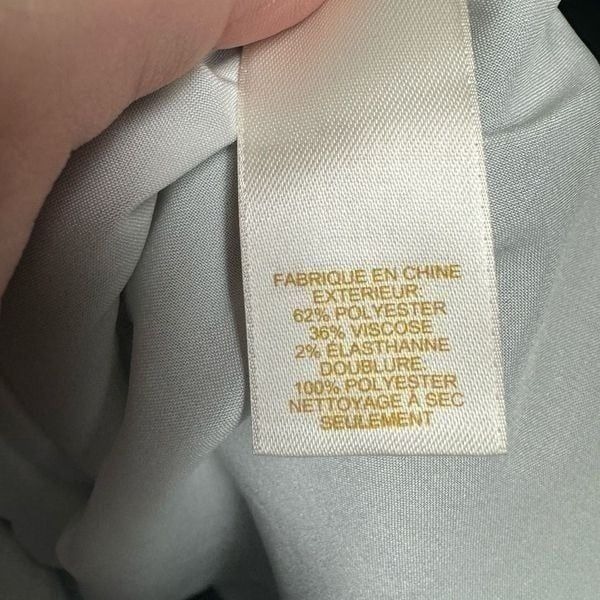 FABRIQUE EN CHINE
EXTERIEUR.
62% POLYESTER
36% VISCOSE
2% ÉLASTHANNE
DOUBLURE.
100% POLYESTER
NETTOYAGE À SEC
SEULEMENT